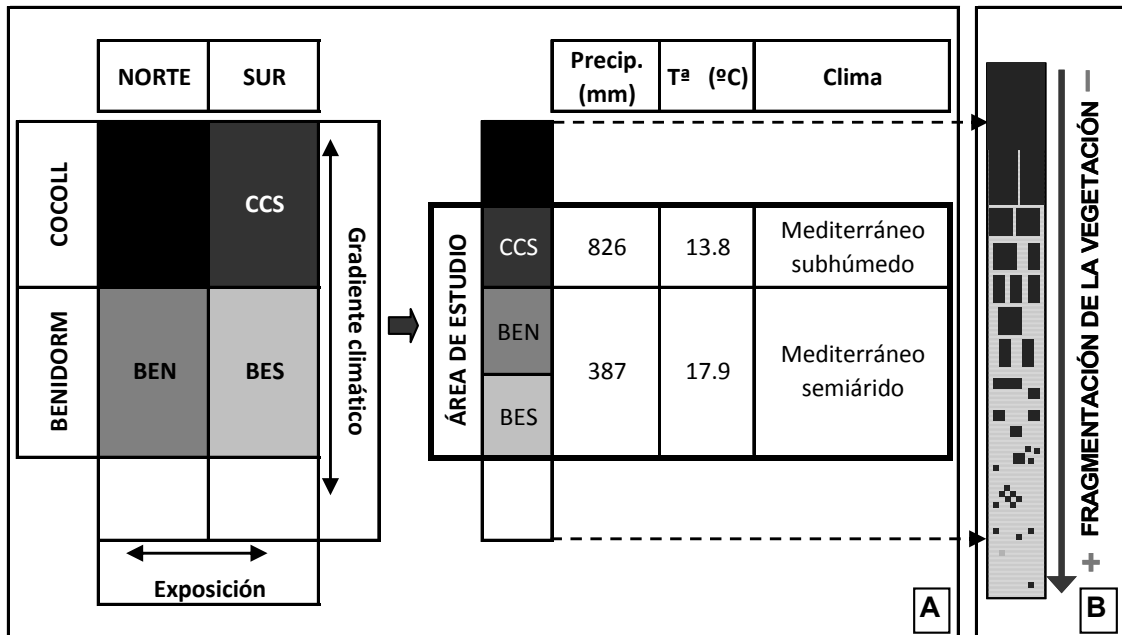 NORTE
SUR
COCOLL
CCS
BENIDORM
BEN
BES
Gradiente climático
Exposición
Precip.
(mm)
Tª (ºC)
Clima
ÁREA DE ESTUDIO
CCS
826
13.8
Mediterráneo
subhúmedo
BEN
BES
387
17.9
Mediterráneo
semiárido
A
− 
FRAGMENTACIÓN DE LA VEGETACIÓN
+
B